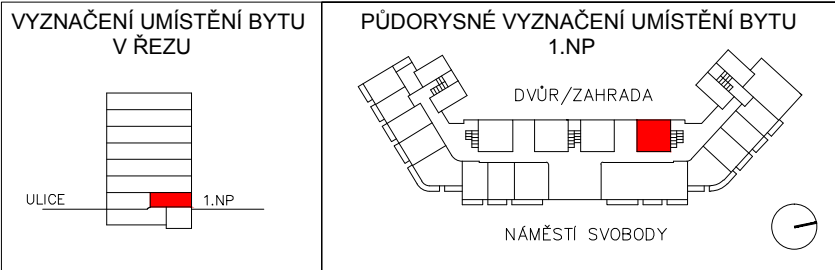 VYZNAČENÍ UMÍSTĚNÍ BYTU
V ŘEZU
ULICE
1.NP
PŮDORYSNÉ VYZNAČENÍ UMÍSTĚNÍ BYTU
1.NP
DVŮR/ZAHRADA
NÁMĚSTÍ SVOBODY